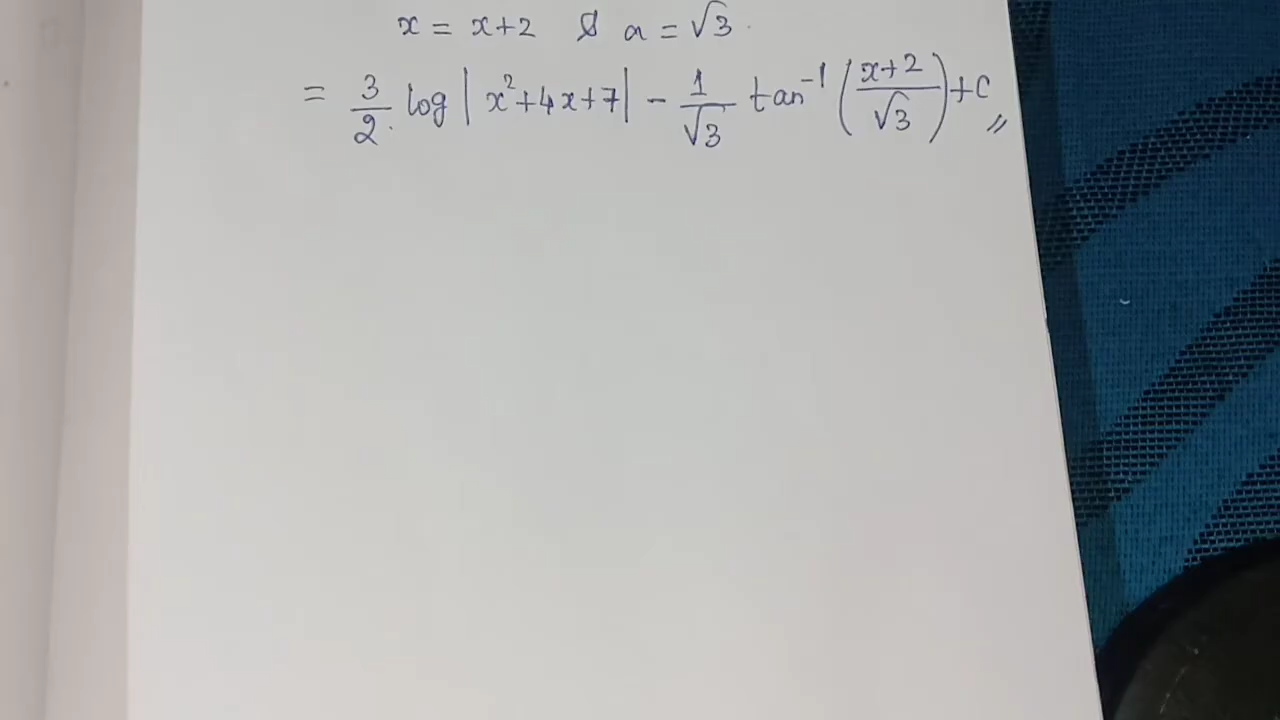 x = x+2 & a = √3.
= 3/2 log |x²+4x+7| - 1/√3 tan⁻¹ (x+2/√3) + C //